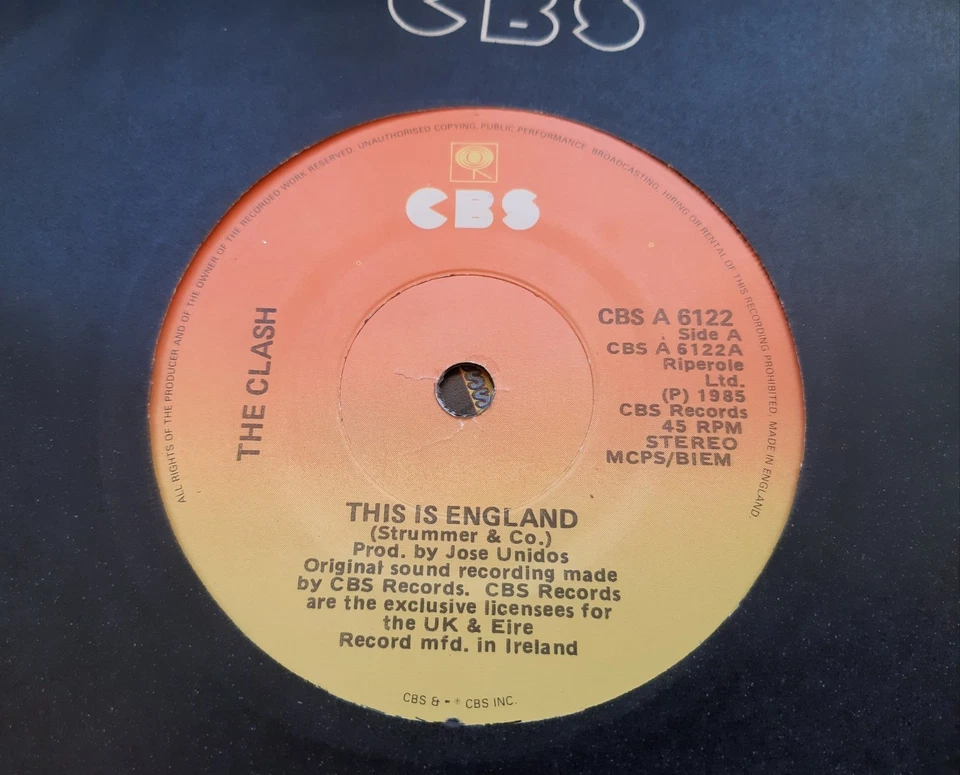 CBS
ALL RIGHTS OF THE PRODUCER AND OF THE OWNER OF THE RECORDED WORK RESERVED. UNAUTHORISED COPYING, PUBLIC PERFORMANCE, BROADCASTING, HIRING OR RENTAL OF THIS RECORDING PROHIBITED. MADE IN ENGLAND.
CBS
THE CLASH
CBS A 6122
Side A
CBS A 6122A
Riperole
Ltd.
(P) 1985
CBS Records
45 RPM
STEREO
MCPS/BIEM
THIS IS ENGLAND
(Strummer & Co.)
Prod. by Jose Unidos
Original sound recording made
by CBS Records. CBS Records
are the exclusive licensees for
the UK & Eire
Record mfd. in Ireland
CBS & CBS INC.